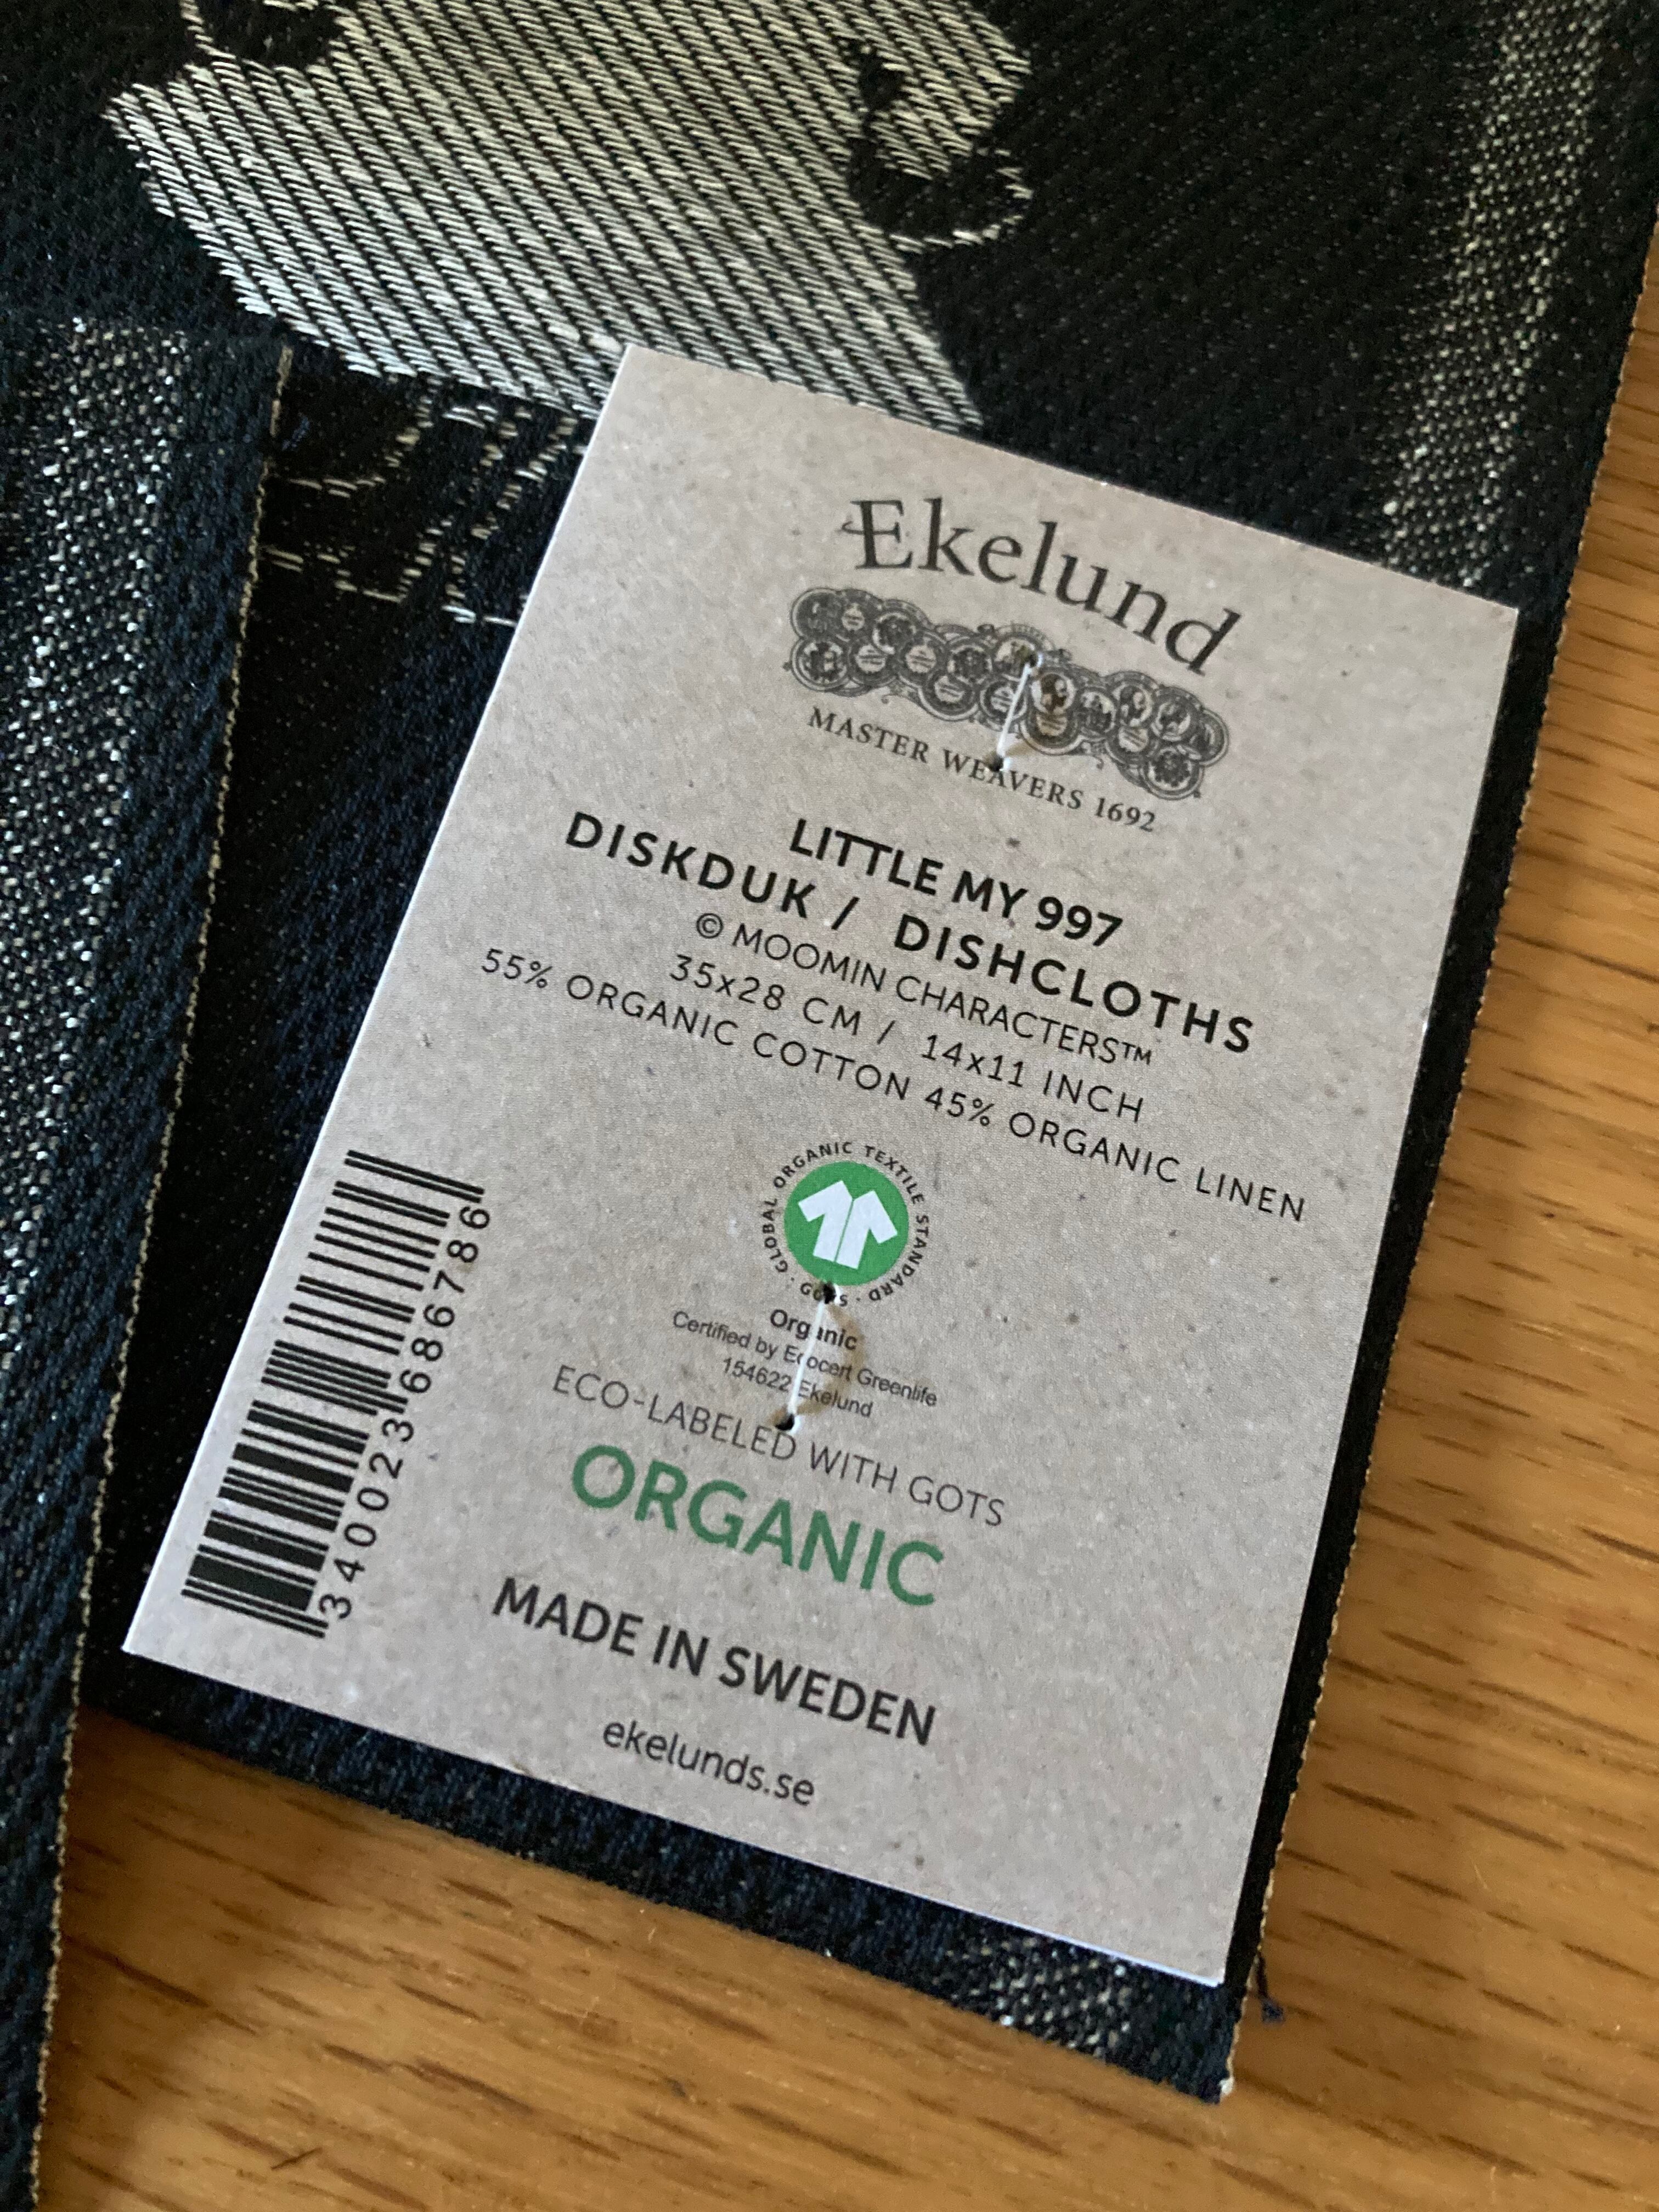 Ekelund
MASTER WEAVERS 1692
LITTLE MY 997
DISKDUK / DISHCLOTHS
© MOOMIN CHARACTERS™
35x28 CM / 14x11 INCH
55% ORGANIC COTTON 45% ORGANIC LINEN
GLOBAL ORGANIC TEXTILE STANDARD · GOTS ·
Organic
Certified by Ecocert Greenlife
154622 Ekelund
ECO-LABELED WITH GOTS
ORGANIC
MADE IN SWEDEN
ekelunds.se
340023686786